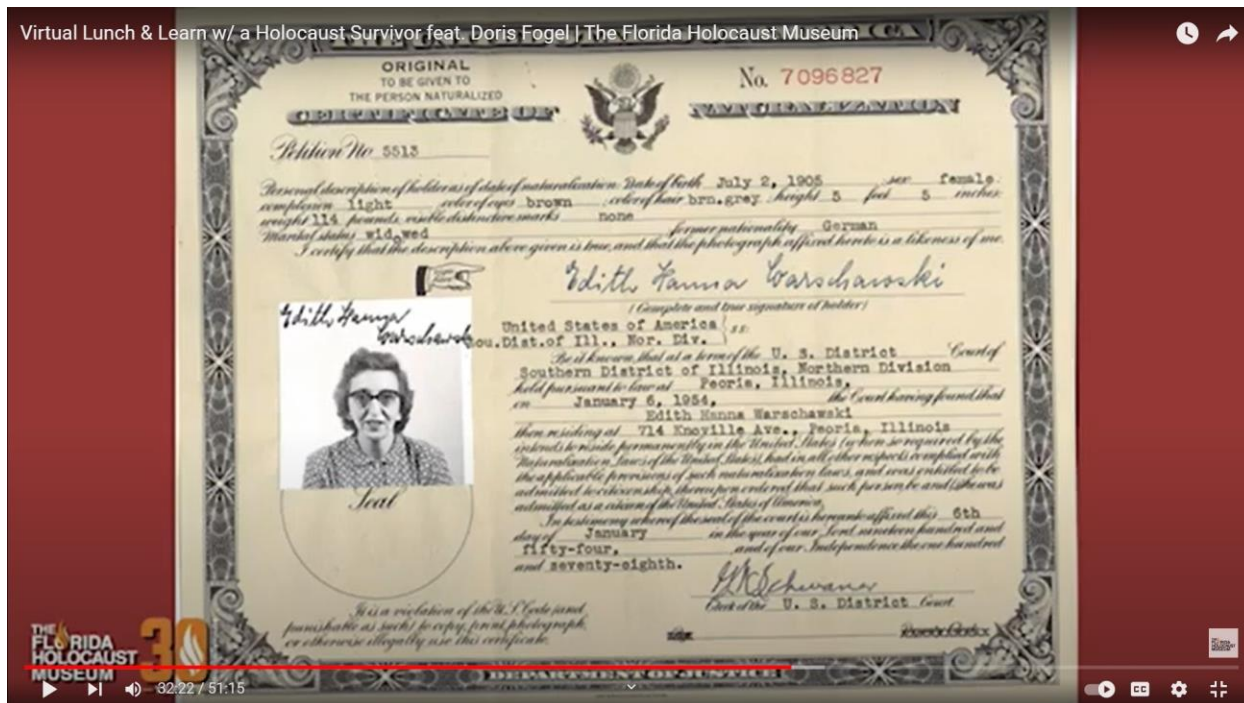 Virtual Lunch & Learn w/ a Holocaust Survivor feat. Doris Fogel | The Florida Holocaust Museum
ORIGINAL
TO BE GIVEN TO
THE PERSON NATURALIZED
No. 7096827
CERTIFICATE OF NATURALIZATION
Petition No 5513
Personal description of holder as of date of naturalization: Date of birth July 2, 1905 sex female
complexion light color of eyes brown color of hair brn.grey height 5 feet 5 inches
weight 114 pounds, visible distinctive marks none
Marital status widowed former nationality German
I certify that the description above given is true, and that the photograph affixed hereto is a likeness of me.
Edith Hanna Warschawski
(Complete and true signature of holder)
Edith Hanna
Warschawski
United States of America } s.s:
Sou.Dist.of Ill., Nor. Div.
Be it known, that at a term of the U. S. District Court of
Southern District of Illinois, Northern Division
held pursuant to law at Peoria, Illinois,
on January 6, 1954, the Court having found that
Edith Hanna Warschawski
then residing at 714 Knoville Ave., Peoria, Illinois
intends to reside permanently in the United States (when so required by the
Naturalization Laws of the United States), had in all other respects complied with
the applicable provisions of such naturalization laws, and was entitled to be
admitted to citizenship, thereupon ordered that such person be and (s)he was
admitted as a citizen of the United States of America.
In testimony whereof the seal of the court is hereunto affixed this 6th
day of January in the year of our Lord nineteen hundred and
fifty-four, and of our Independence the one hundred
and seventy-eighth.
Seal
Clerk of the U. S. District Court
It is a violation of the U.S. Code (and
punishable as such) to copy, print, photograph,
or otherwise illegally use this certificate.
DEPARTMENT OF JUSTICE
THE
FLORIDA
HOLOCAUST
MUSEUM
30
32:22 / 51:15
CC